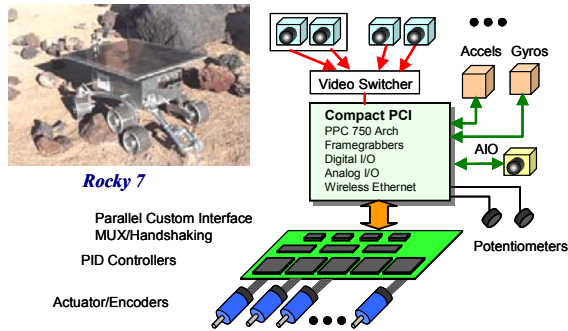 Accels Gyros
Video Switcher
Compact PCI
PPC 750 Arch
Framegrabbers
Digital I/O
Analog I/O
Wireless Ethernet
AIO
Rocky 7
Parallel Custom Interface
MUX/Handshaking
Potentiometers
PID Controllers
Actuator/Encoders